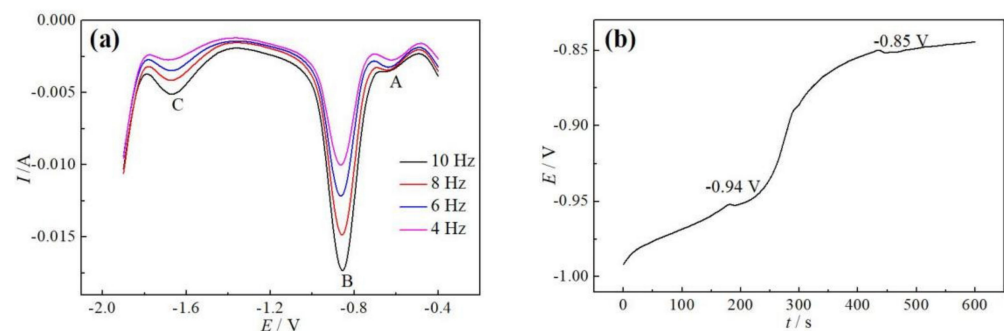 (a)
0.000
-0.005
-0.010
-0.015
I /A
-2.0
-1.6
-1.2
-0.8
-0.4
E / V
A
B
C
10 Hz
8 Hz
6 Hz
4 Hz
(b)
-0.85
-0.90
-0.95
-1.00
E / V
0
100
200
300
400
500
600
t / s
-0.94 V
-0.85 V